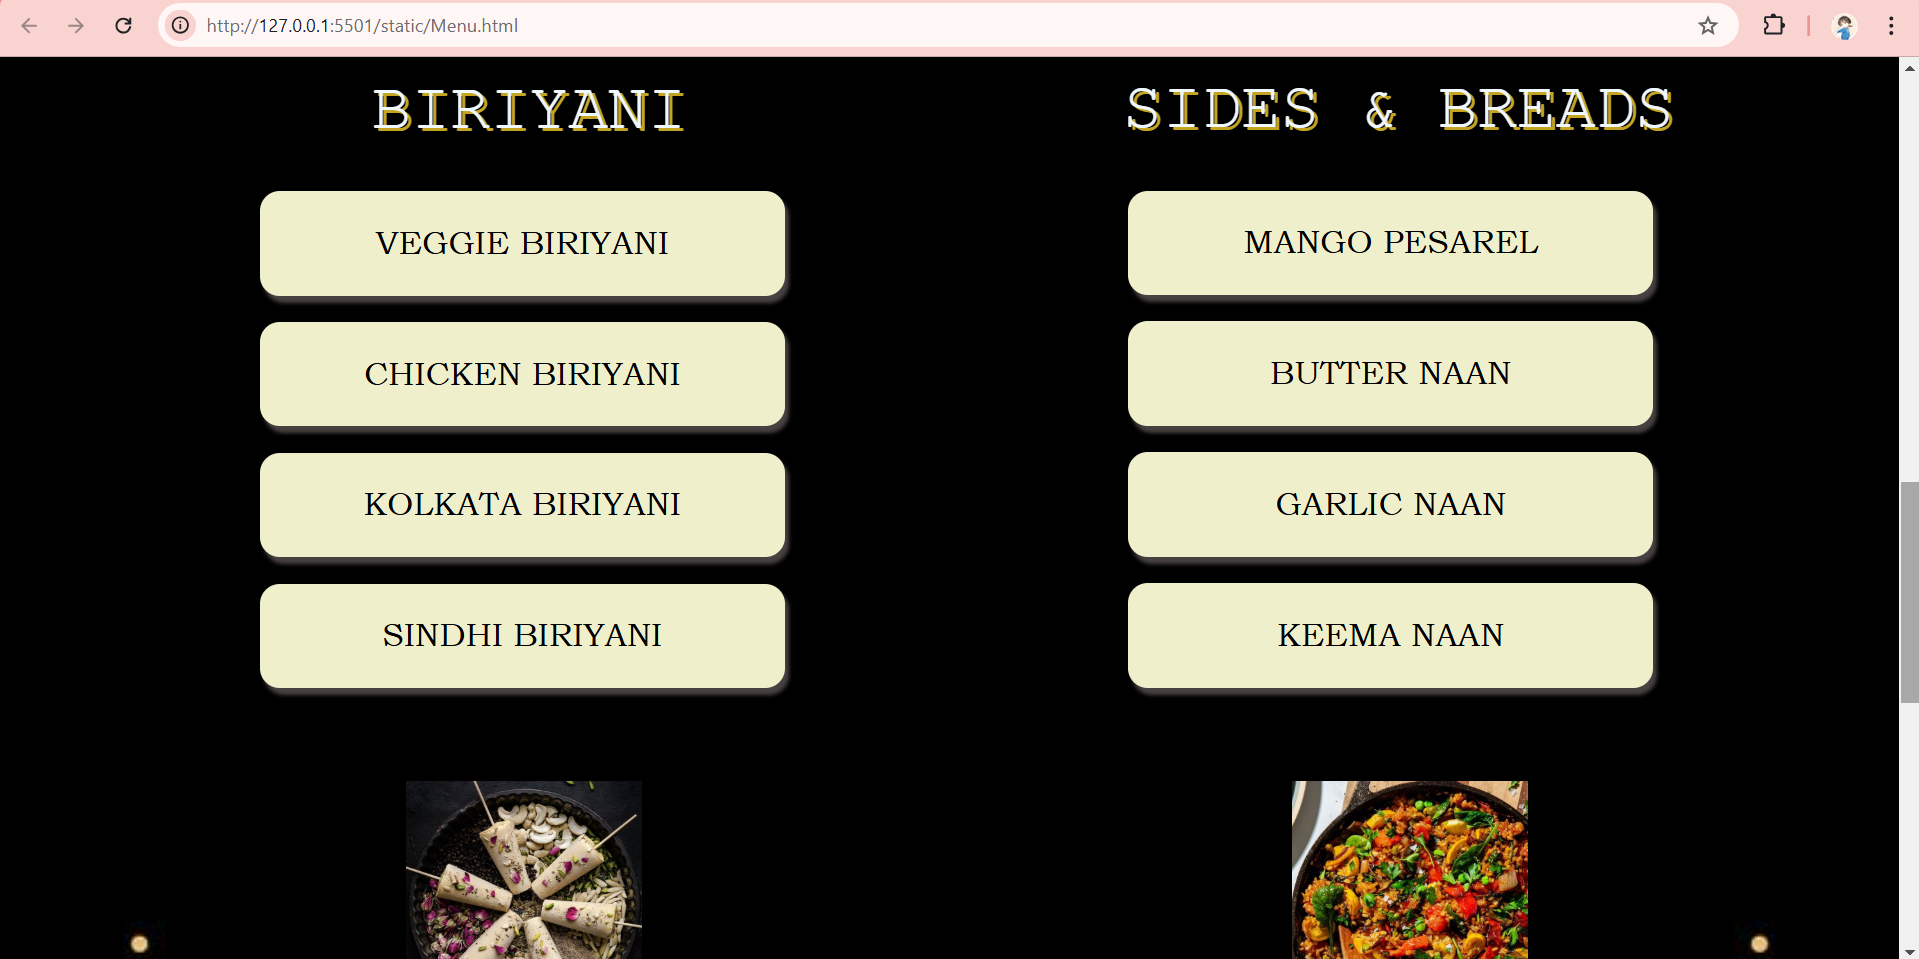 http://127.0.0.1:5501/static/Menu.html
BIRIYANI
VEGGIE BIRIYANI
CHICKEN BIRIYANI
KOLKATA BIRIYANI
SINDHI BIRIYANI
SIDES & BREADS
MANGO PESAREL
BUTTER NAAN
GARLIC NAAN
KEEMA NAAN